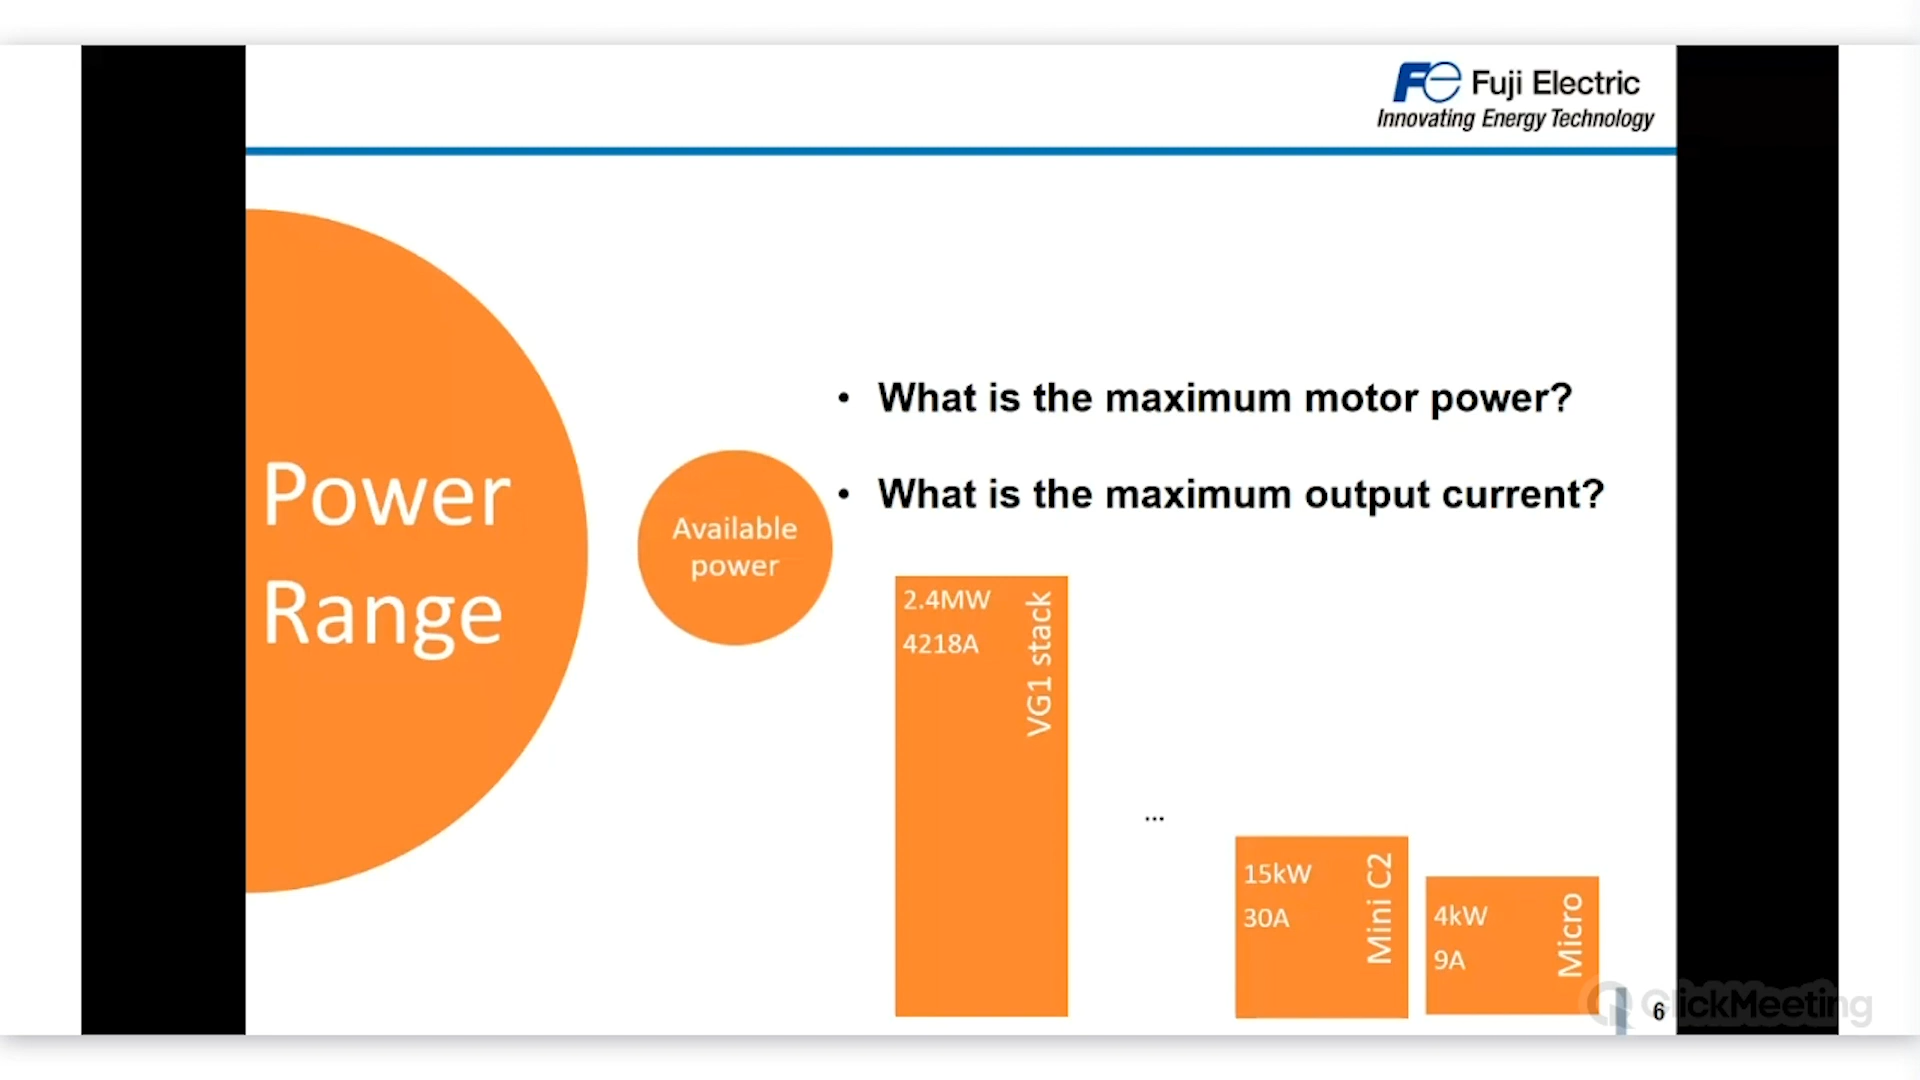 Fe Fuji Electric
Innovating Energy Technology
Power
Range
Available
power
• What is the maximum motor power?
• What is the maximum output current?
2.4MW
4218A
VG1 stack
...
15kW
30A
Mini C2
4kW
9A
Micro
6
ClickMeeting